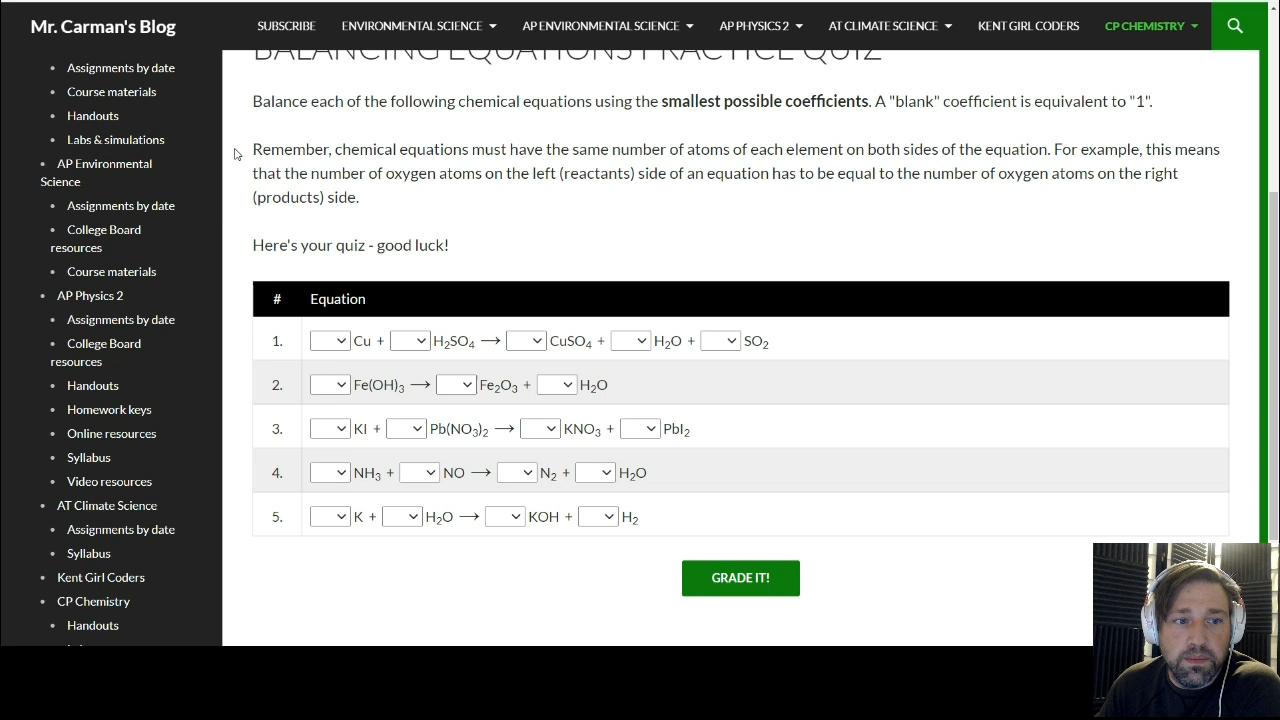 Mr. Carman's Blog
SUBSCRIBE
ENVIRONMENTAL SCIENCE
AP ENVIRONMENTAL SCIENCE
AP PHYSICS 2
AT CLIMATE SCIENCE
KENT GIRL CODERS
CP CHEMISTRY
Assignments by date
Course materials
Handouts
Labs & simulations
AP Environmental
Science
Assignments by date
College Board
resources
Course materials
AP Physics 2
Assignments by date
College Board
resources
Handouts
Homework keys
Online resources
Syllabus
Video resources
AT Climate Science
Assignments by date
Syllabus
Kent Girl Coders
CP Chemistry
Handouts
BALANCING EQUATIONS PRACTICE QUIZ
Balance each of the following chemical equations using the smallest possible coefficients. A "blank" coefficient is equivalent to "1".
Remember, chemical equations must have the same number of atoms of each element on both sides of the equation. For example, this means
that the number of oxygen atoms on the left (reactants) side of an equation has to be equal to the number of oxygen atoms on the right
(products) side.
Here's your quiz - good luck!
# Equation
1. Cu + H₂SO₄ ⟶ CuSO₄ + H₂O + SO₂
2. Fe(OH)₃ ⟶ Fe₂O₃ + H₂O
3. KI + Pb(NO₃)₂ ⟶ KNO₃ + PbI₂
4. NH₃ + NO ⟶ N₂ + H₂O
5. K + H₂O ⟶ KOH + H₂
GRADE IT!